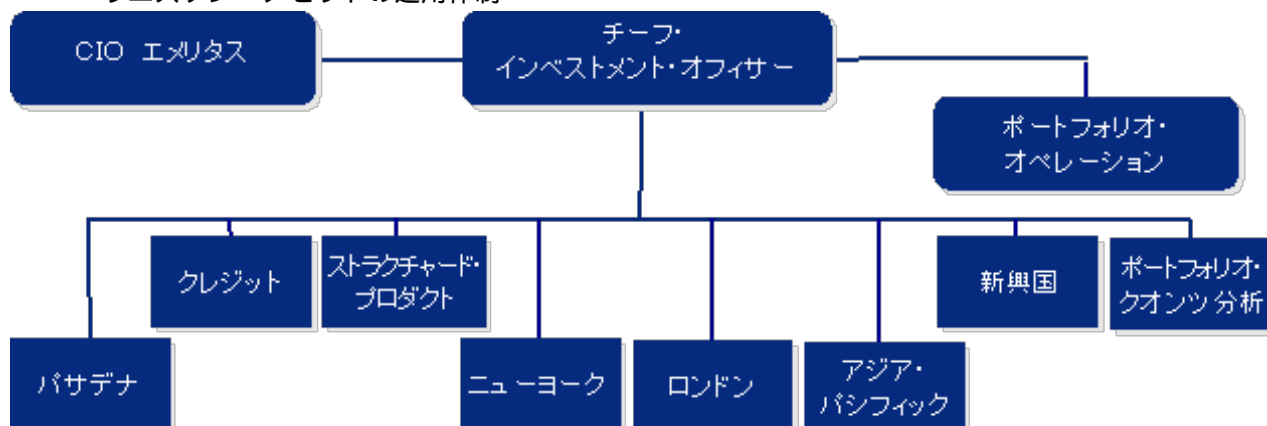 CIO エメリタス
チーフ・
インベストメント・オフィサー
ポートフォリオ・
オペレーション
クレジット
ストラクチャード・
プロダクト
新興国
ポートフォリオ・
クオンツ分析
パサデナ
ニューヨーク
ロンドン
アジア・
パシフィック